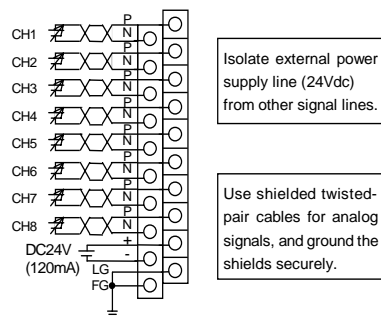 P
CH1
N
P
CH2
N
P
CH3
N
P
CH4
N
P
CH5
N
P
CH6
N
P
CH7
N
P
CH8
N
DC24V
+
(120mA)
-
LG
FG
Isolate external power
supply line (24Vdc)
from other signal lines.
Use shielded twisted-
pair cables for analog
signals, and ground the
shields securely.